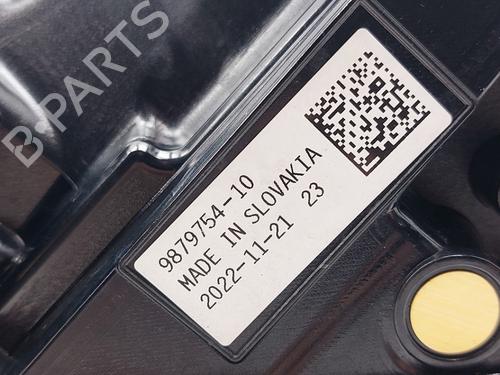 B-PARTS
9879754-10
MADE IN SLOVAKIA
2022-11-21 23